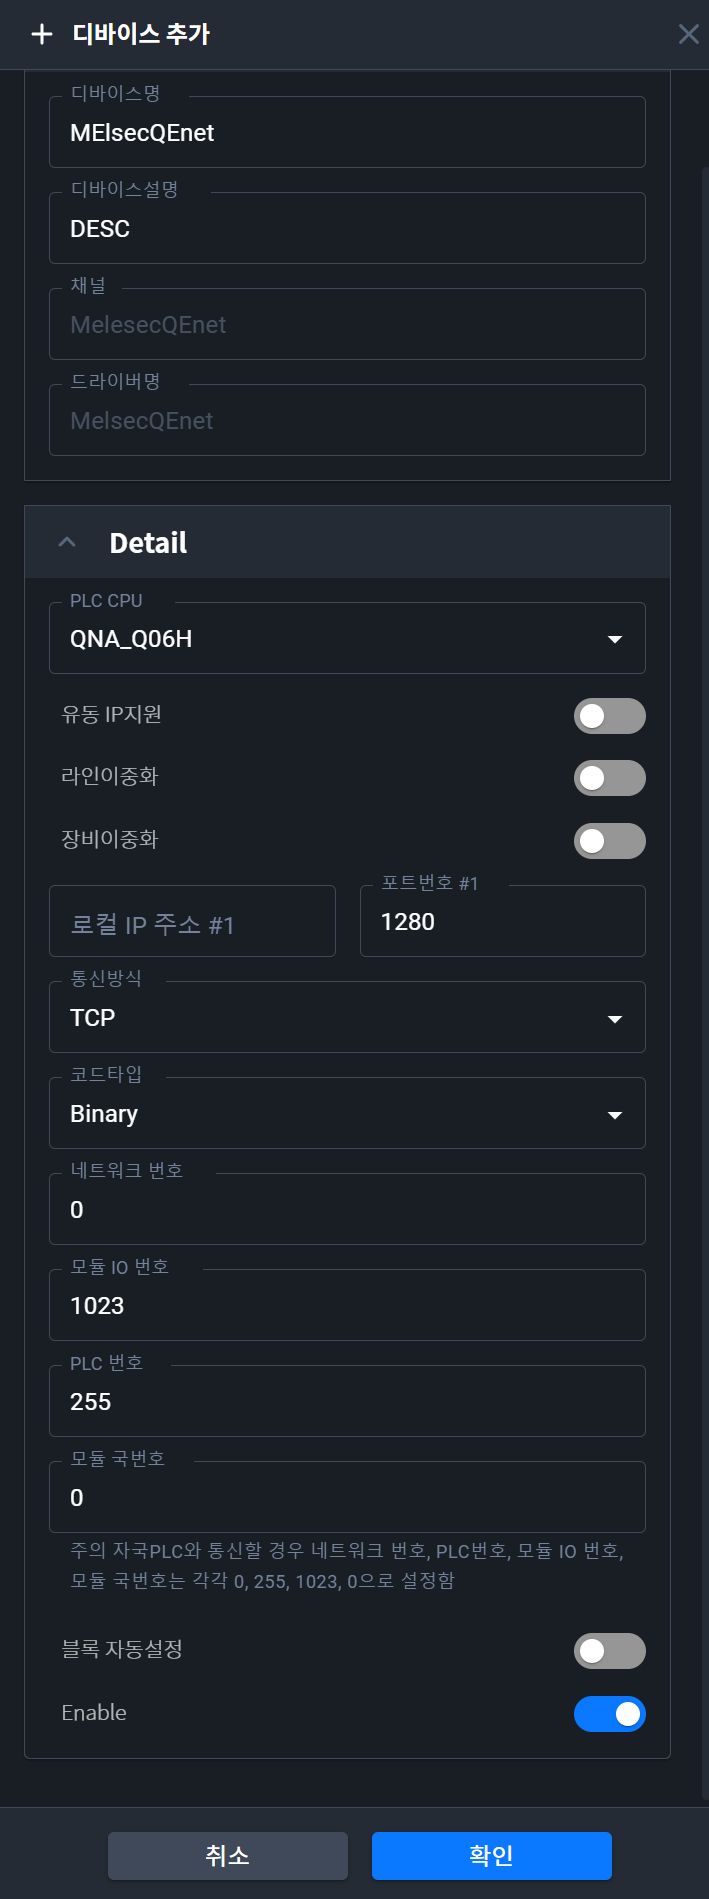 디바이스 추가
디바이스명
MElsecQEnet
디바이스설명
DESC
채널
MelesecQEnet
드라이버명
MelsecQEnet
Detail
PLC CPU
QNA_Q06H
유동 IP지원
라인이중화
장비이중화
로컬 IP 주소 #1
포트번호 #1
1280
통신방식
TCP
코드타입
Binary
네트워크 번호
0
모듈 IO 번호
1023
PLC 번호
255
모듈 국번호
0
주의 자국PLC와 통신할 경우 네트워크 번호, PLC번호, 모듈 IO 번호,
모듈 국번호는 각각 0, 255, 1023, 0으로 설정함
블록 자동설정
Enable
취소
확인